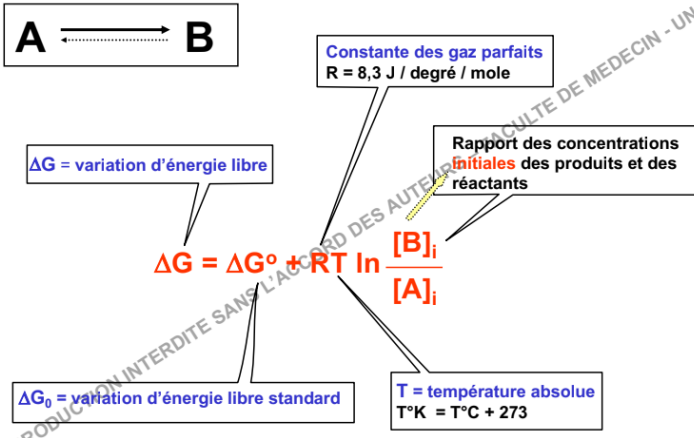 A B
Constante des gaz parfaits
R = 8,3 J / degré / mole
Rapport des concentrations
initiales des produits et des
réactants
ΔG = variation d'énergie libre
ΔG = ΔGº + RT ln [B]i
[A]i
ΔG₀ = variation d'énergie libre standard
T = température absolue
T°K = T°C + 273
RODUCTION INTERDITE SANS L'ACCORD DES AUTEURS FACULTE DE MEDECIN - UN